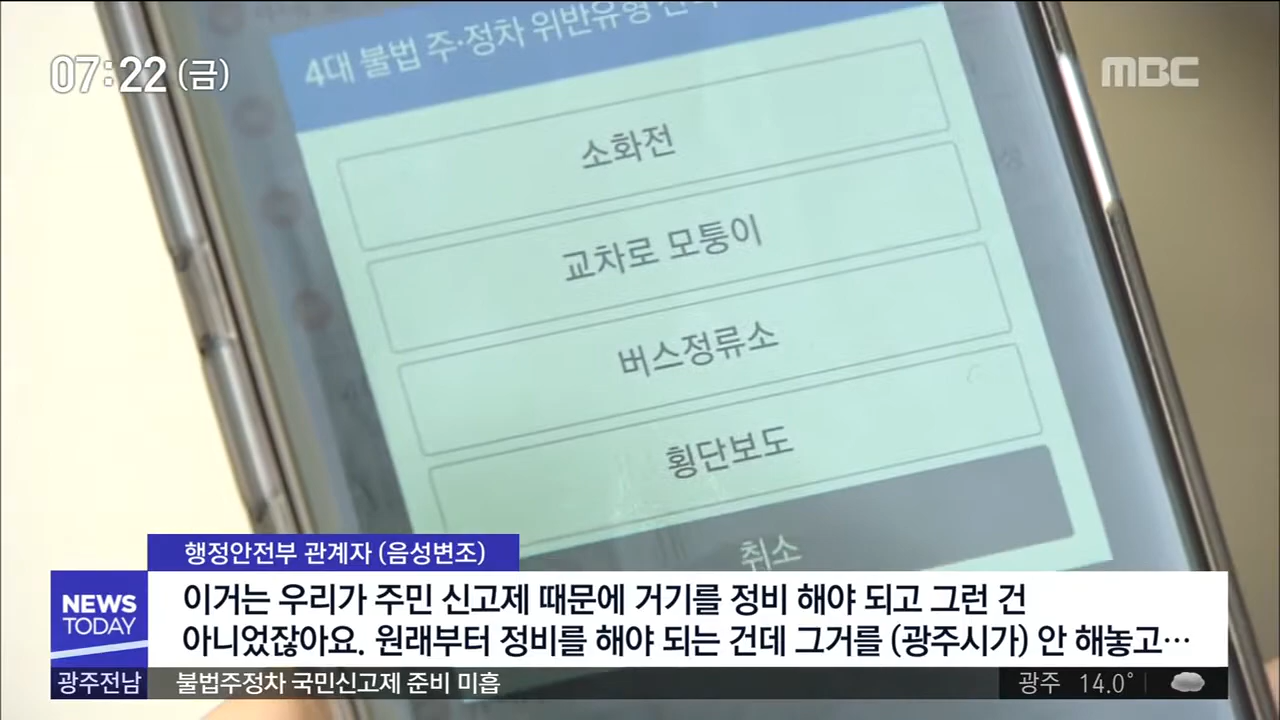 07:22 (금)
MBC
4대 불법 주·정차 위반유형
소화전
교차로 모퉁이
버스정류소
횡단보도
취소
행정안전부 관계자 (음성변조)
NEWS
TODAY
이거는 우리가 주민 신고제 때문에 거기를 정비 해야 되고 그런 건
아니었잖아요. 원래부터 정비를 해야 되는 건데 그거를 (광주시가) 안 해놓고…
광주전남
불법주정차 국민신고제 준비 미흡
광주 14.0°